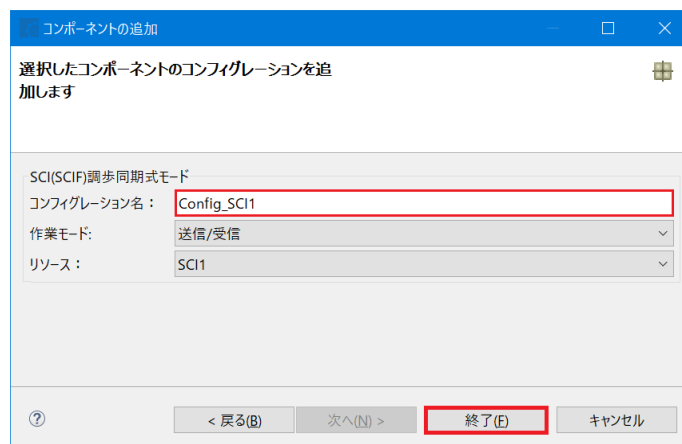 コンポーネントの追加
選択したコンポーネントのコンフィグレーションを追
加します
SCI(SCIF)調歩同期式モード
コンフィグレーション名：
Config_SCI1
作業モード:
送信/受信
リソース：
SCI1
?
< 戻る(B)
次へ(N) >
終了(F)
キャンセル